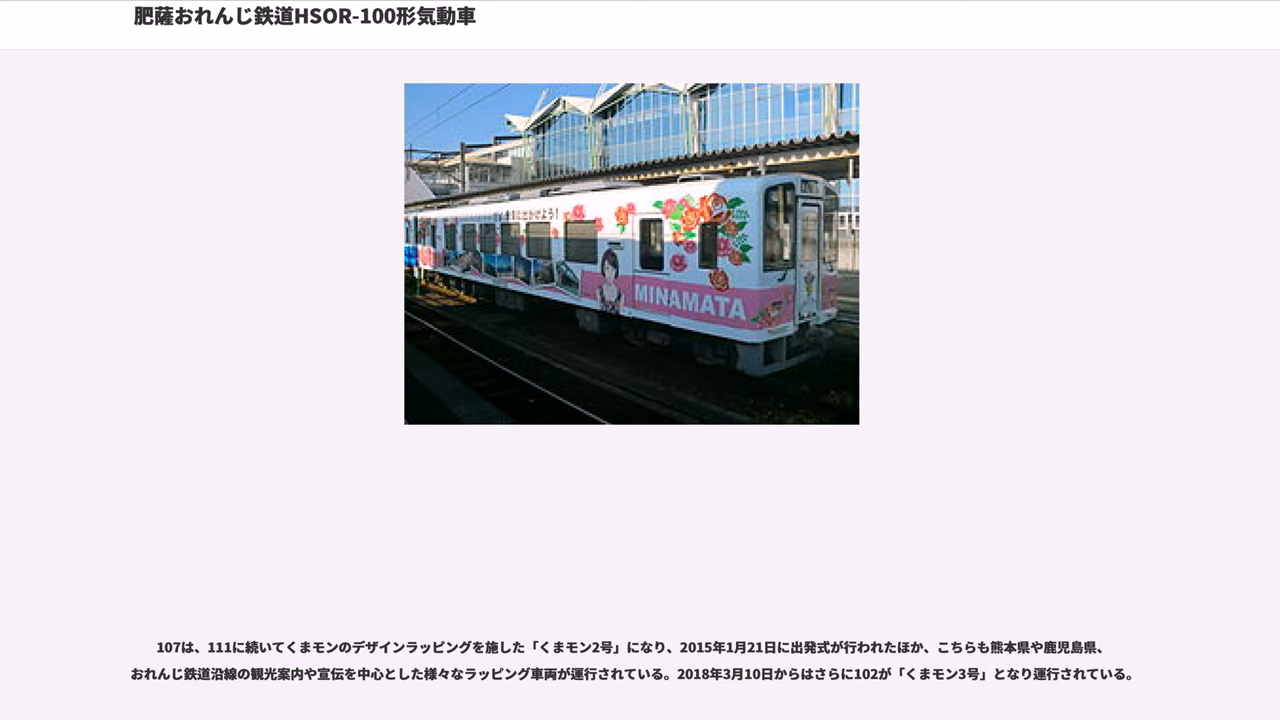 肥薩おれんじ鉄道HSOR-100形気動車
に出かけよう!
MINAMATA
107は、111に続いてくまモンのデザインラッピングを施した「くまモン2号」になり、2015年1月21日に出発式が行われたほか、こちらも熊本県や鹿児島県、
おれんじ鉄道沿線の観光案内や宣伝を中心とした様々なラッピング車両が運行されている。2018年3月10日からはさらに102が「くまモン3号」となり運行されている。